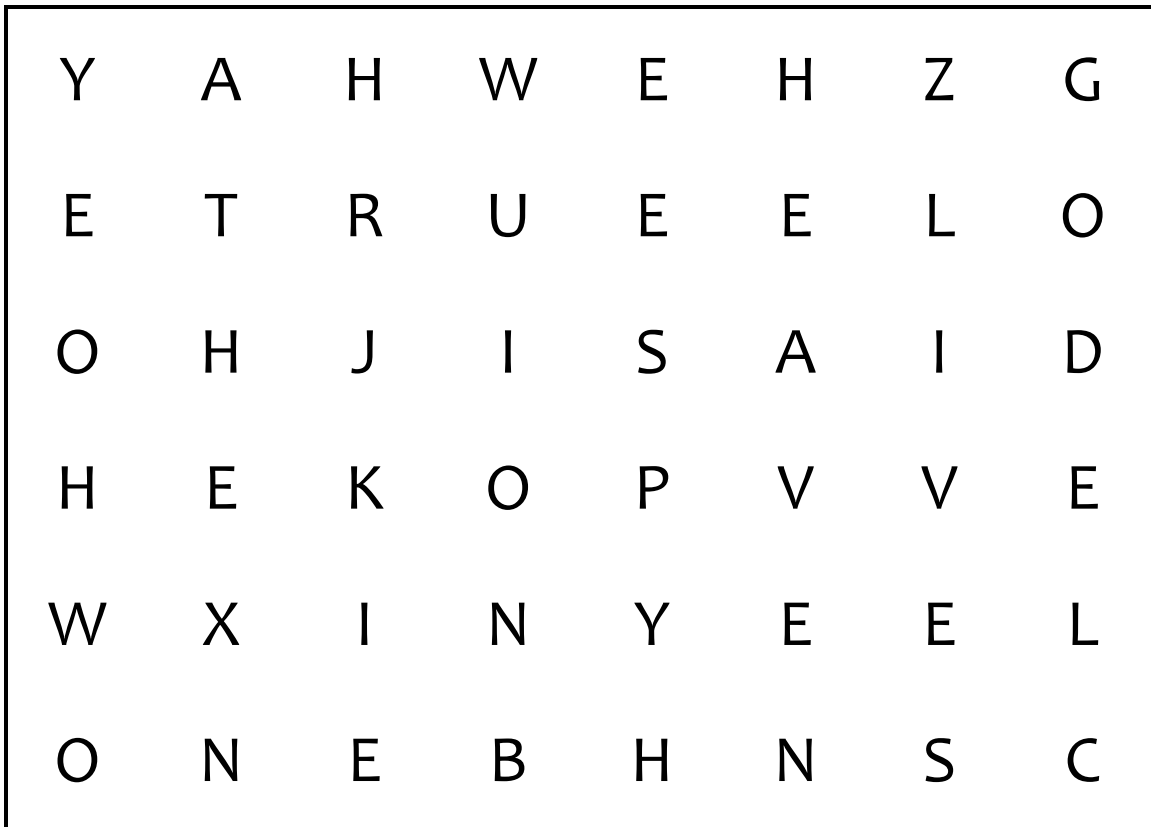 Y A H W E H Z G
E T R U E E L O
O H J I S A I D
H E K O P V V E
W X I N Y E E L
O N E B H N S C